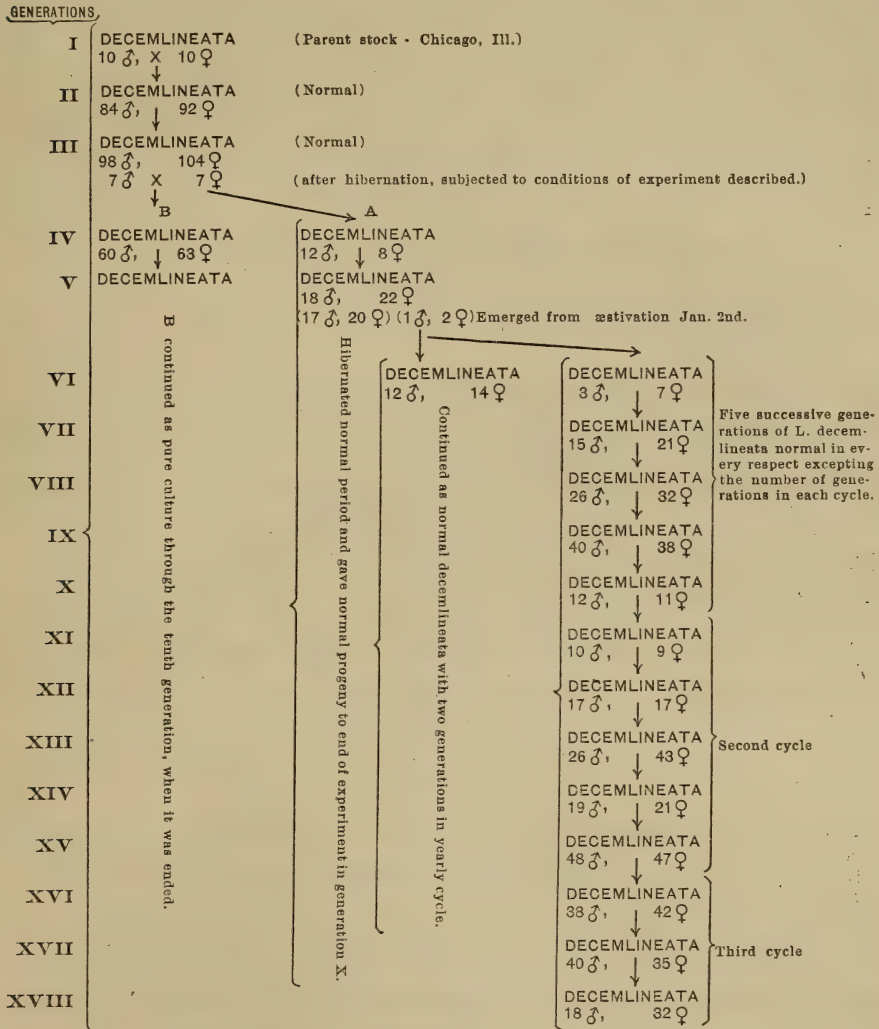 GENERATIONS
I DECEMLINEATA (Parent stock - Chicago, Ill.)
10 ♂, X 10 ♀
II DECEMLINEATA (Normal)
84 ♂, 92 ♀
III DECEMLINEATA (Normal)
98 ♂, 104 ♀
7 ♂ X 7 ♀ (after hibernation, subjected to conditions of experiment described.)
B A
IV DECEMLINEATA DECEMLINEATA
60 ♂, 63 ♀ 12 ♂, 8 ♀
V DECEMLINEATA DECEMLINEATA
18 ♂, 22 ♀
(17 ♂, 20 ♀) (1 ♂, 2 ♀) Emerged from æstivation Jan. 2nd.
B continued as pure culture through the tenth generation, when it was ended.
Hibernated normal period and gave normal progeny to end of experiment in generation X.
VI DECEMLINEATA DECEMLINEATA
12 ♂, 14 ♀ 3 ♂, 7 ♀
Continued as normal decemlineata with two generations in yearly cycle.
Five successive gene-
rations of L. decem-
lineata normal in ev-
ery respect excepting
the number of gene-
rations in each cycle.
VII DECEMLINEATA
15 ♂, 21 ♀
VIII DECEMLINEATA
26 ♂, 32 ♀
IX DECEMLINEATA
40 ♂, 38 ♀
X DECEMLINEATA
12 ♂, 11 ♀
XI DECEMLINEATA
10 ♂, 9 ♀
XII DECEMLINEATA
17 ♂, 17 ♀
XIII DECEMLINEATA
26 ♂, 43 ♀
Second cycle
XIV DECEMLINEATA
19 ♂, 21 ♀
XV DECEMLINEATA
48 ♂, 47 ♀
XVI DECEMLINEATA
38 ♂, 42 ♀
XVII DECEMLINEATA
40 ♂, 35 ♀
Third cycle
XVIII DECEMLINEATA
18 ♂, 32 ♀